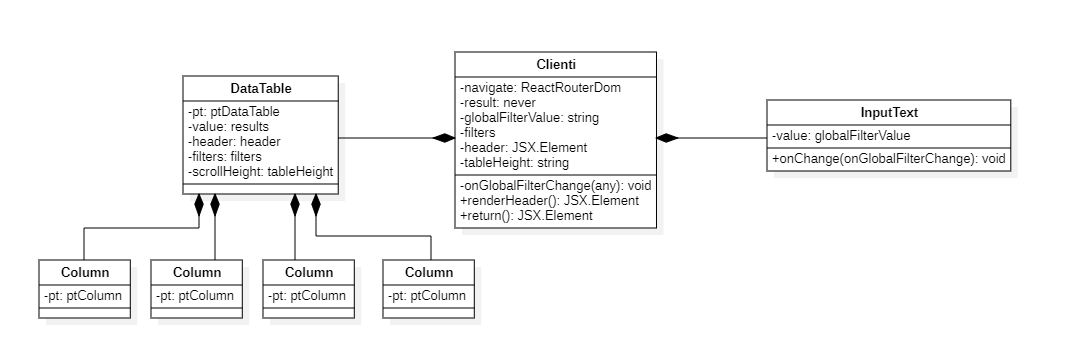 DataTable
-pt: ptDataTable
-value: results
-header: header
-filters: filters
-scrollHeight: tableHeight
Clienti
-navigate: ReactRouterDom
-result: never
-globalFilterValue: string
-filters
-header: JSX.Element
-tableHeight: string
-onGlobalFilterChange(any): void
+renderHeader(): JSX.Element
+return(): JSX.Element
InputText
-value: globalFilterValue
+onChange(onGlobalFilterChange): void
Column
-pt: ptColumn
Column
-pt: ptColumn
Column
-pt: ptColumn
Column
-pt: ptColumn